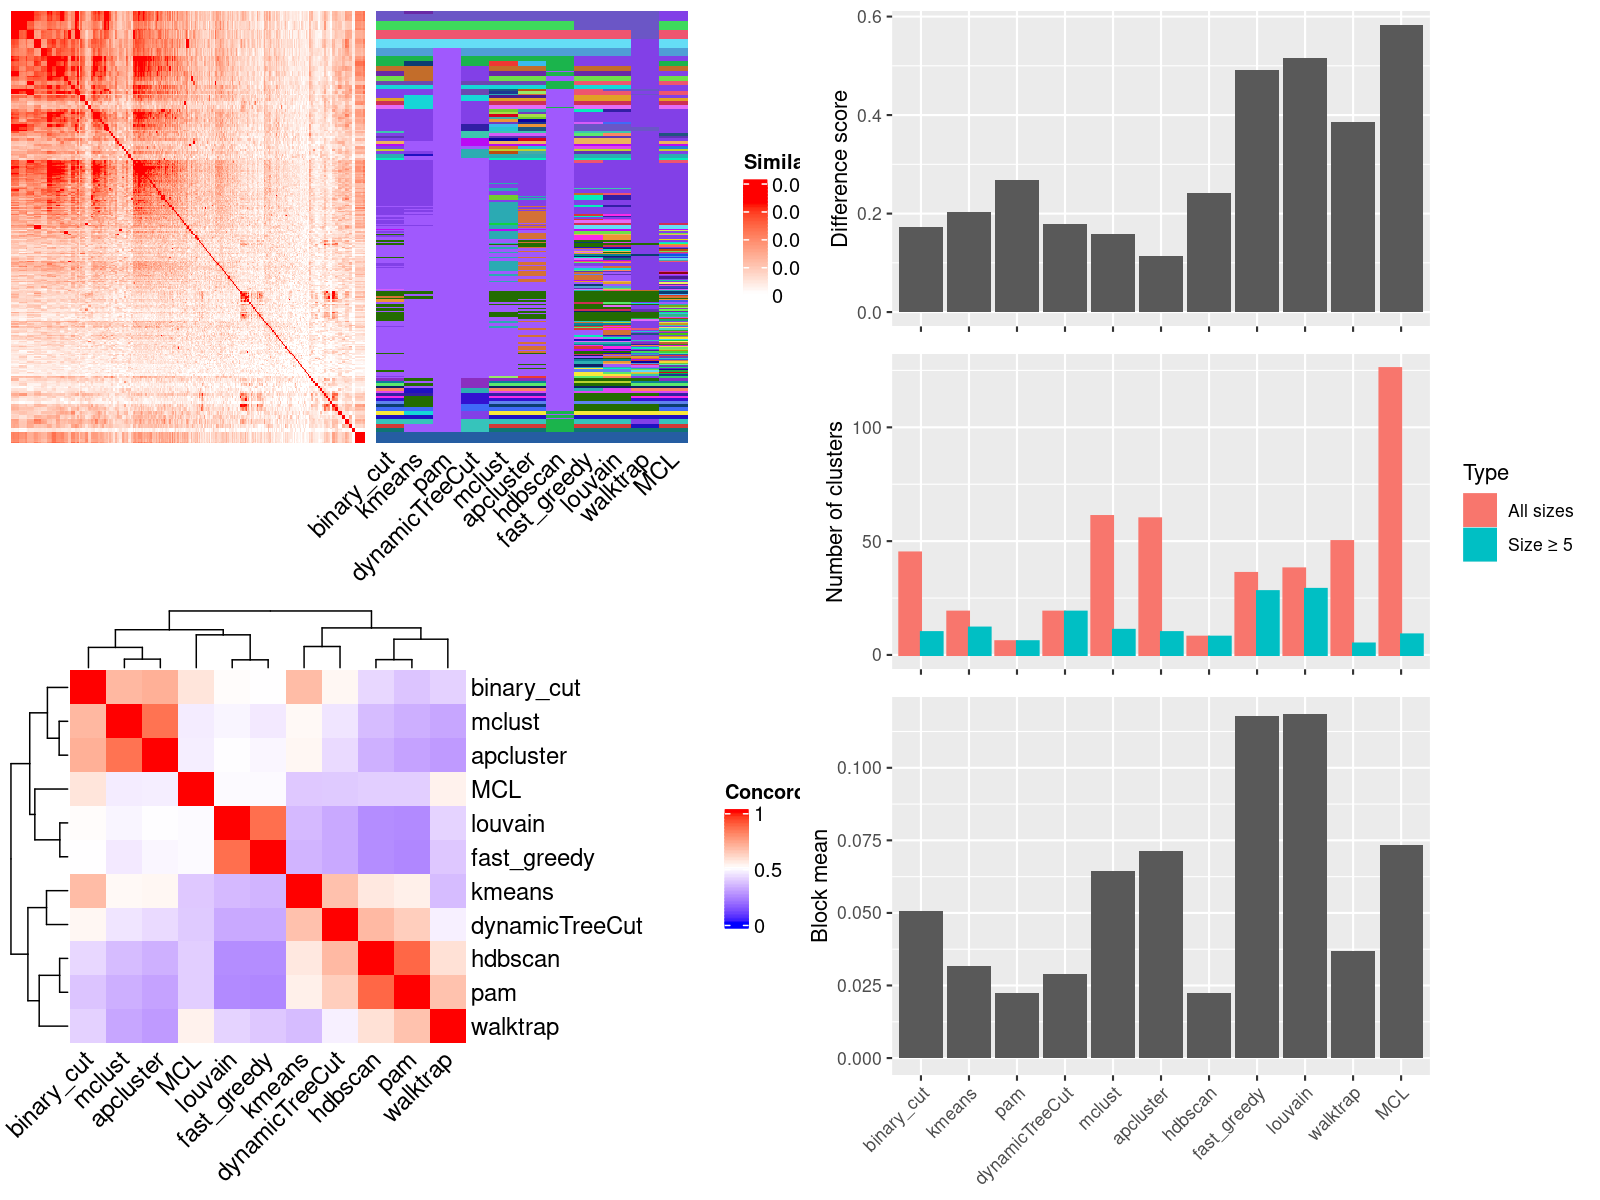 Simila
0.0
0.0
0.0
0.0
0
binary_cut
kmeans
pam
dynamicTreeCut
mclust
apcluster
hdbscan
fast_greedy
louvain
walktrap
MCL
binary_cut
mclust
apcluster
MCL
louvain
fast_greedy
kmeans
dynamicTreeCut
hdbscan
pam
walktrap
binary_cut
mclust
apcluster
MCL
louvain
fast_greedy
kmeans
dynamicTreeCut
hdbscan
pam
walktrap
Concord
1
0.5
0
Difference score
0.6
0.4
0.2
0.0
Number of clusters
100
50
0
Type
All sizes
Size ≥ 5
Block mean
0.100
0.075
0.050
0.025
0.000
binary_cut
kmeans
pam
dynamicTreeCut
mclust
apcluster
hdbscan
fast_greedy
louvain
walktrap
MCL